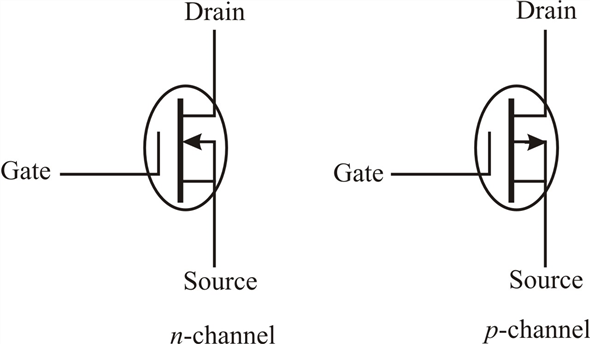 Drain
Gate
Source
n-channel
Drain
Gate
Source
p-channel